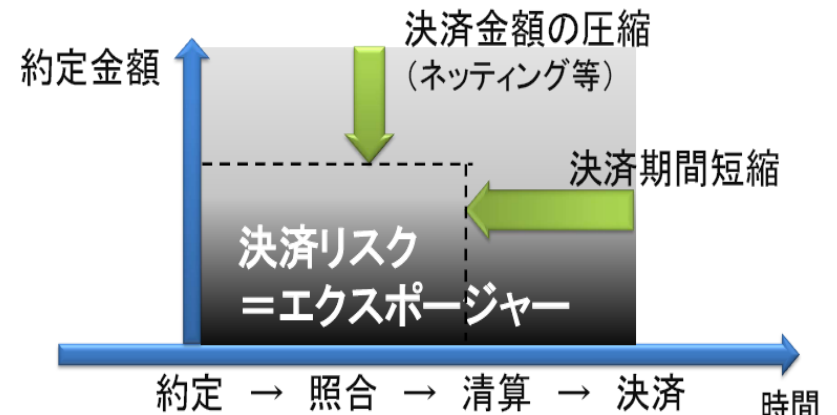 決済金額の圧縮
（ネッティング等）
約定金額
決済期間短縮
決済リスク
＝エクスポージャー
約定 → 照合 → 清算 → 決済
時間